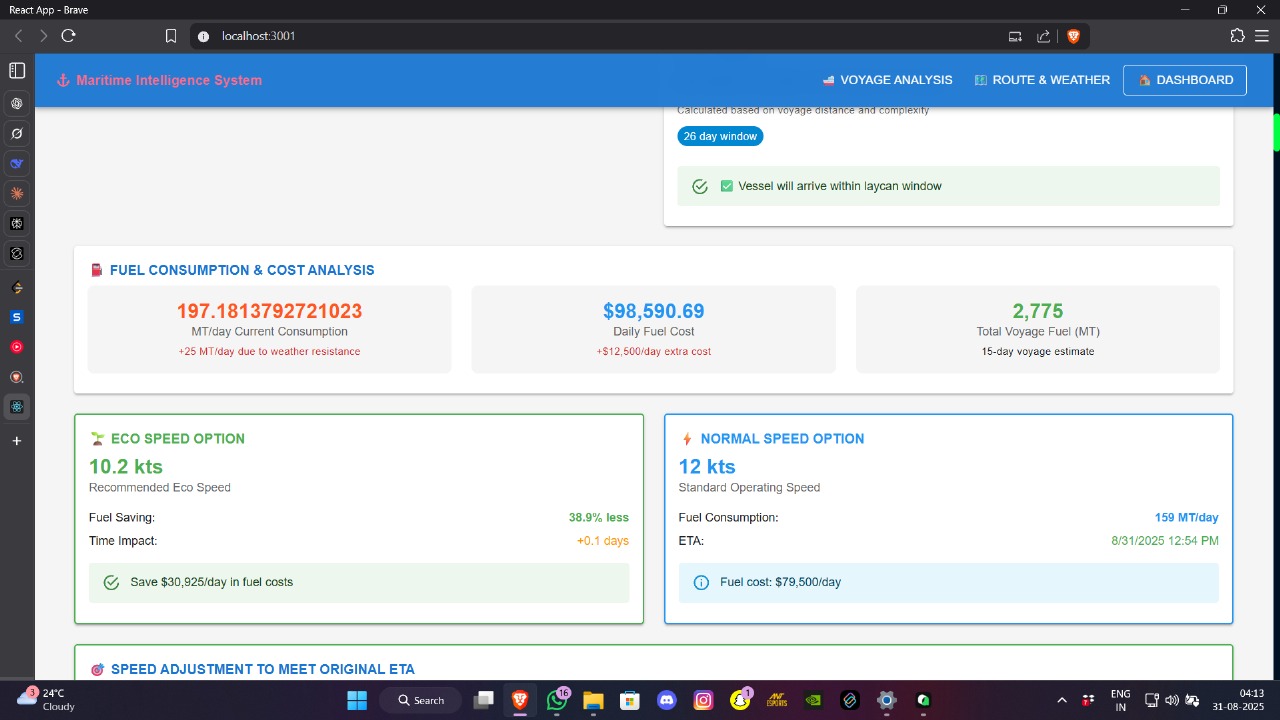 React App - Brave
localhost:3001
Maritime Intelligence System
VOYAGE ANALYSIS
ROUTE & WEATHER
DASHBOARD
Calculated based on voyage distance and complexity
26 day window
✅ Vessel will arrive within laycan window
FUEL CONSUMPTION & COST ANALYSIS
197.1813792721023
MT/day Current Consumption
+25 MT/day due to weather resistance
$98,590.69
Daily Fuel Cost
+$12,500/day extra cost
2,775
Total Voyage Fuel (MT)
15-day voyage estimate
ECO SPEED OPTION
10.2 kts
Recommended Eco Speed
Fuel Saving: 38.9% less
Time Impact: +0.1 days
Save $30,925/day in fuel costs
NORMAL SPEED OPTION
12 kts
Standard Operating Speed
Fuel Consumption: 159 MT/day
ETA: 8/31/2025 12:54 PM
Fuel cost: $79,500/day
SPEED ADJUSTMENT TO MEET ORIGINAL ETA
3
24°C
Cloudy
Search
16
1
ANT
ESPORTS
ENG
IN
04:13
31-08-2025